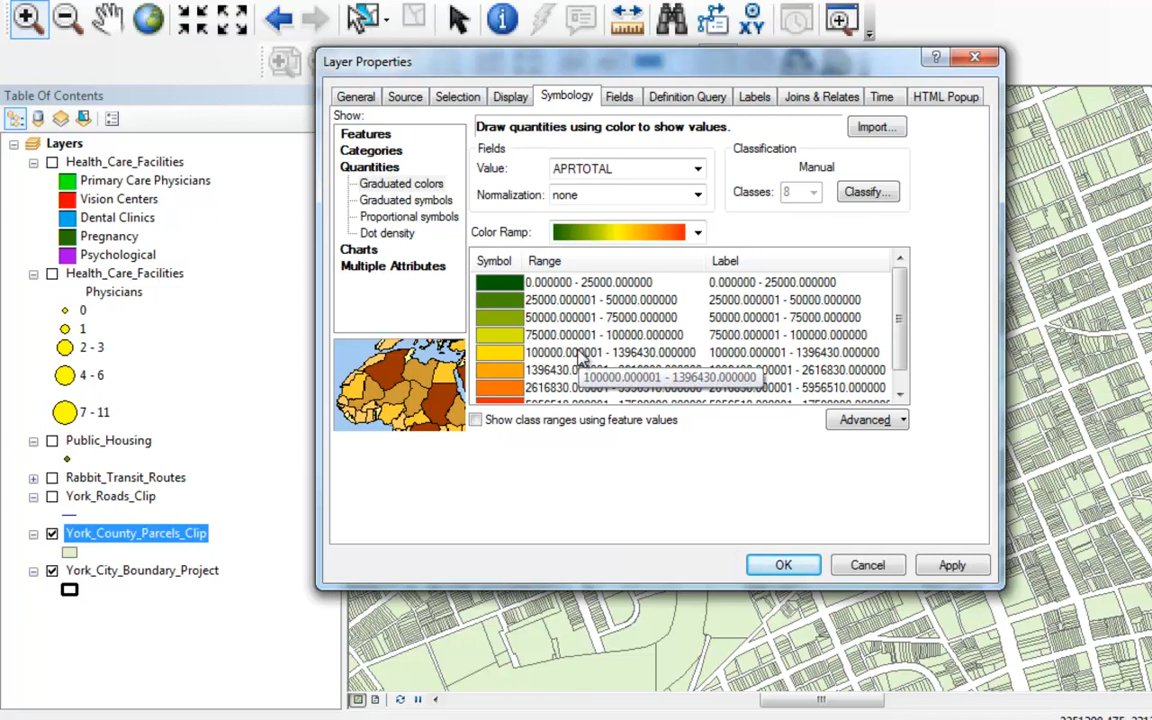 XY
Layer Properties
Table Of Contents
General Source Selection Display Symbology Fields Definition Query Labels Joins & Relates Time HTML Popup
Show:
Features
Categories
Quantities
Graduated colors
Graduated symbols
Proportional symbols
Dot density
Charts
Multiple Attributes
Draw quantities using color to show values.
Import...
Fields
Value: APRTOTAL
Normalization: none
Classification
Manual
Classes: 8 Classify...
Color Ramp:
Symbol Range Label
0.000000 - 25000.000000 0.000000 - 25000.000000
25000.000001 - 50000.000000 25000.000001 - 50000.000000
50000.000001 - 75000.000000 50000.000001 - 75000.000000
75000.000001 - 100000.000000 75000.000001 - 100000.000000
100000.000001 - 1396430.000000 100000.000001 - 1396430.000000
100000.000001 - 1396430.000000
Show class ranges using feature values
Advanced
OK Cancel Apply
Layers
Health_Care_Facilities
Primary Care Physicians
Vision Centers
Dental Clinics
Pregnancy
Psychological
Health_Care_Facilities
Physicians
0
1
2 - 3
4 - 6
7 - 11
Public_Housing
Rabbit_Transit_Routes
York_Roads_Clip
York_County_Parcels_Clip
York_City_Boundary_Project